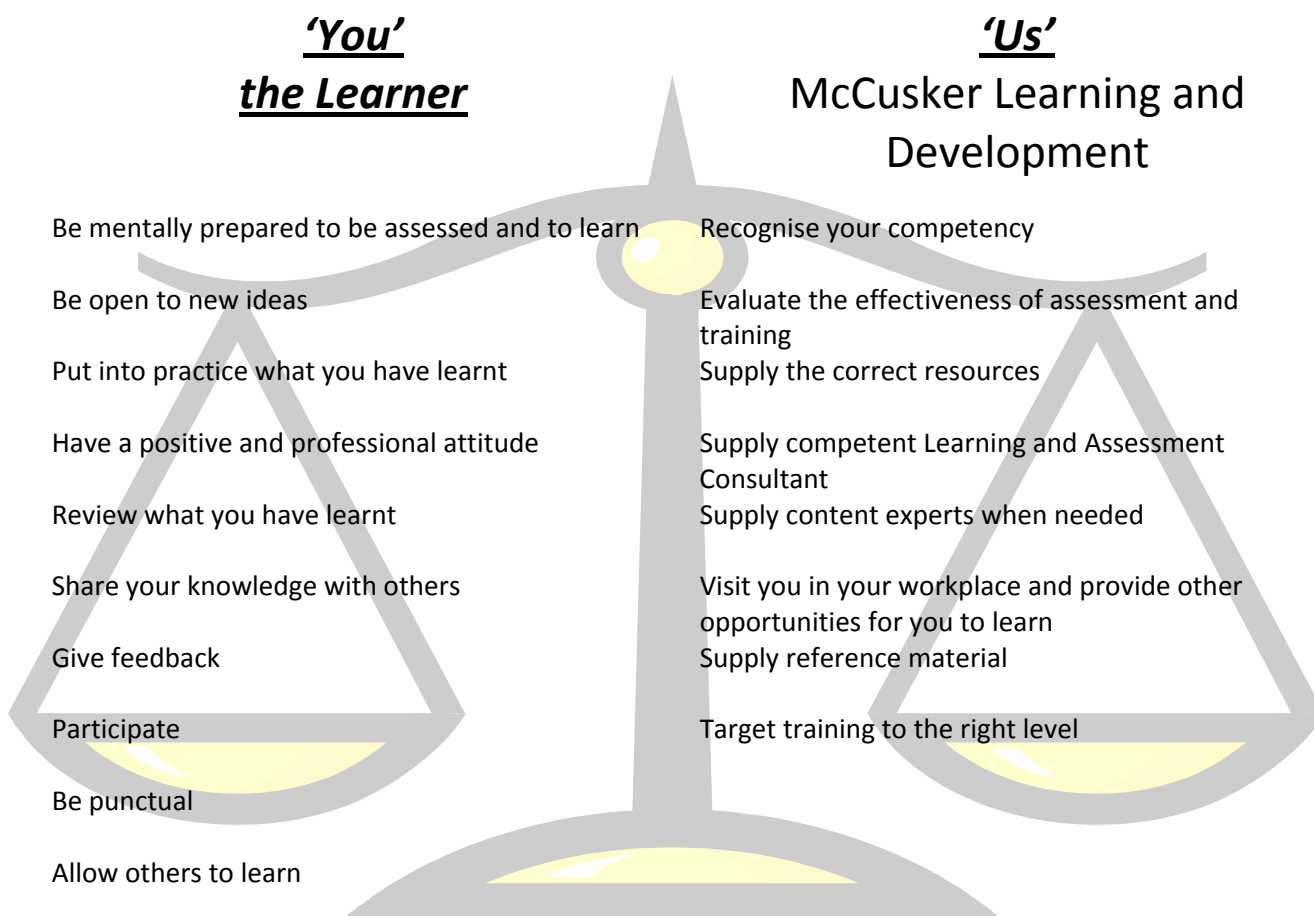 ‘You’
the Learner
Be mentally prepared to be assessed and to learn
Be open to new ideas
Put into practice what you have learnt
Have a positive and professional attitude
Review what you have learnt
Share your knowledge with others
Give feedback
Participate
Be punctual
Allow others to learn
‘Us’
McCusker Learning and
Development
Recognise your competency
Evaluate the effectiveness of assessment and
training
Supply the correct resources
Supply competent Learning and Assessment
Consultant
Supply content experts when needed
Visit you in your workplace and provide other
opportunities for you to learn
Supply reference material
Target training to the right level